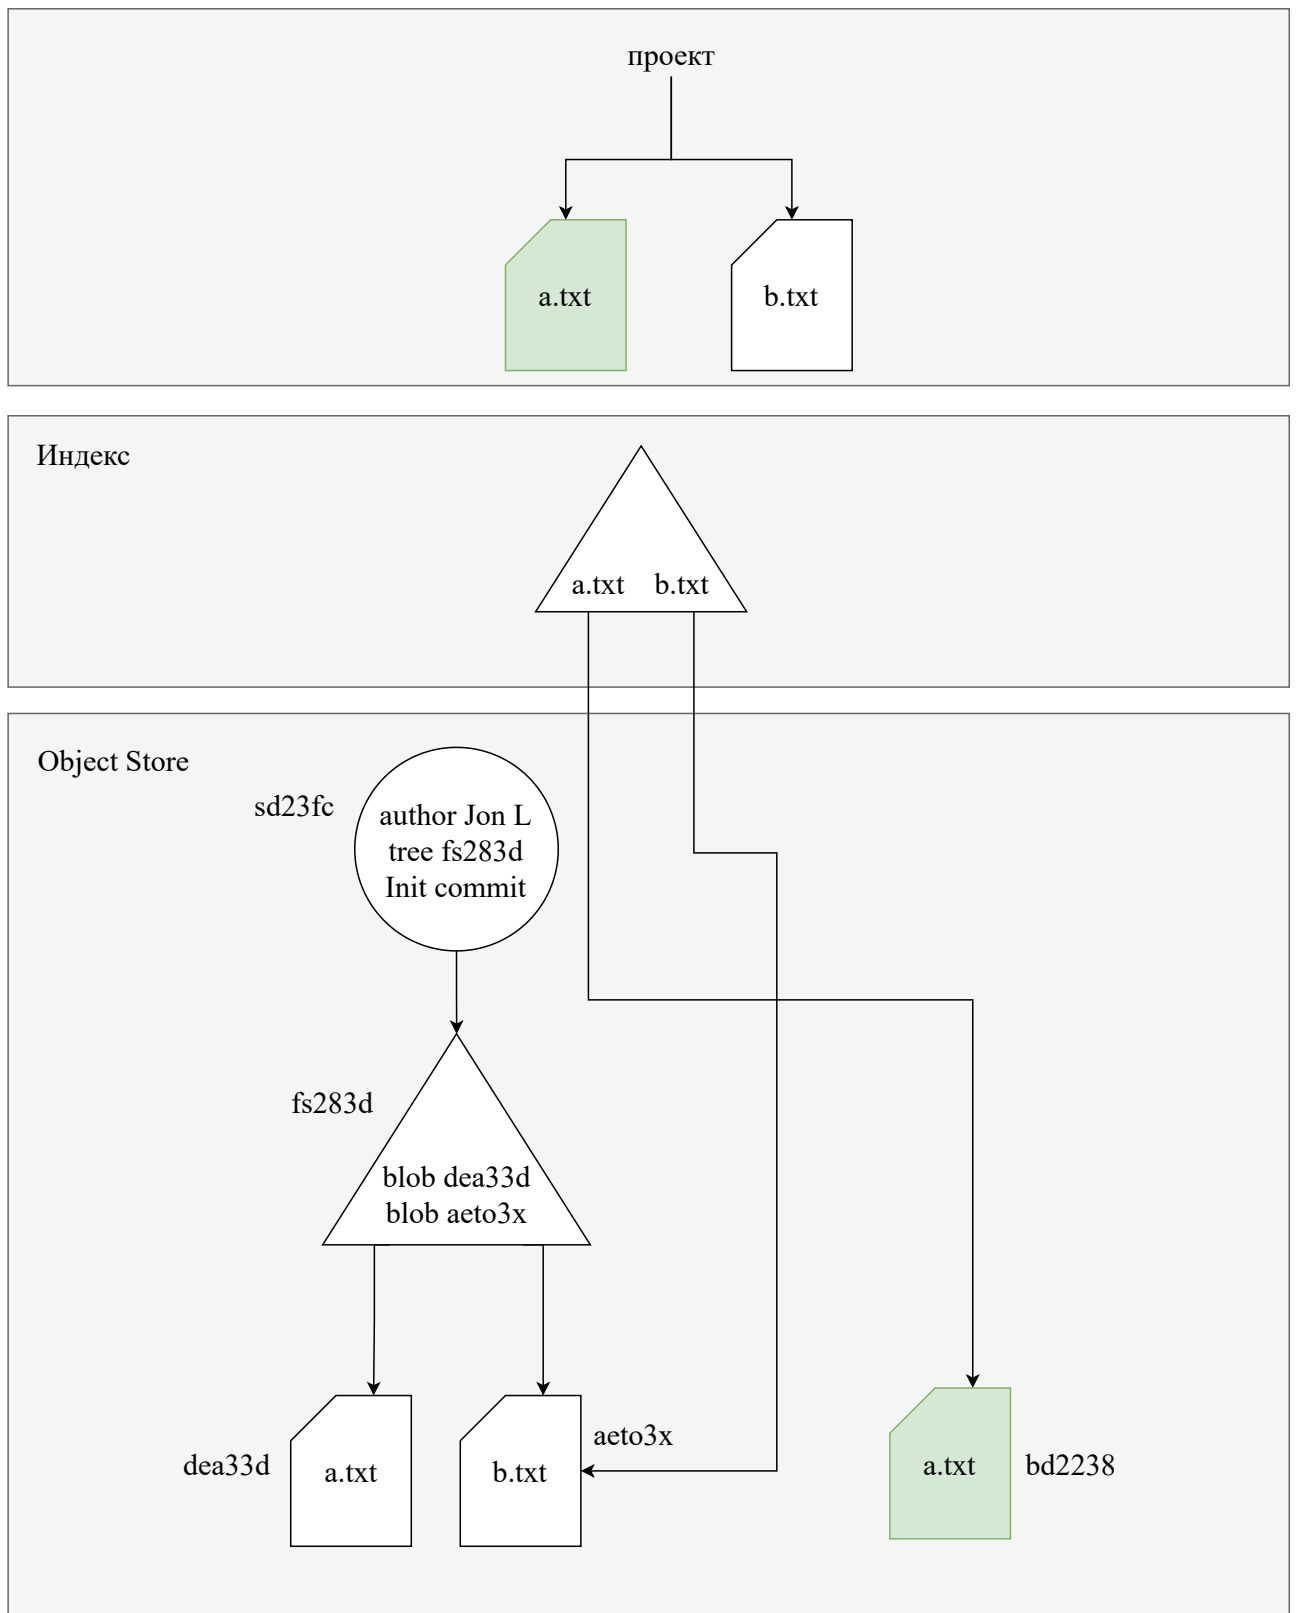 проект
a.txt
b.txt
Индекс
a.txt
b.txt
Object Store
sd23fc
author Jon L
tree fs283d
Init commit
fs283d
blob dea33d
blob aeto3x
dea33d
a.txt
b.txt
aeto3x
a.txt
bd2238